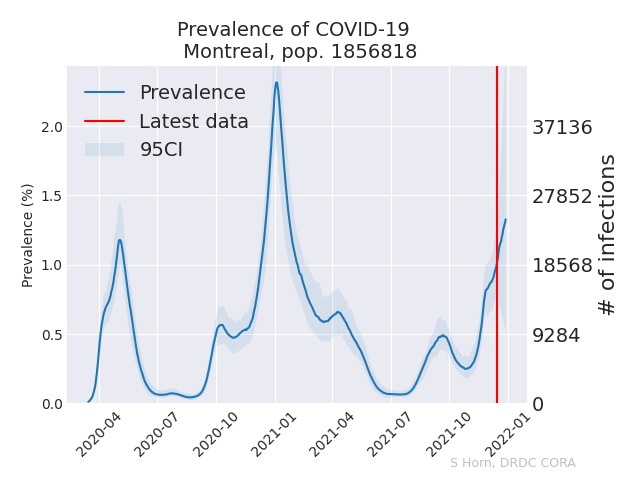 Prevalence of COVID-19
Montreal, pop. 1856818
Prevalence
Latest data
95CI
Prevalence (%)
2.0
1.5
1.0
0.5
0.0
37136
27852
18568
9284
0
# of infections
2020-04
2020-07
2020-10
2021-01
2021-04
2021-07
2021-10
2022-01
S Horn, DRDC CORA